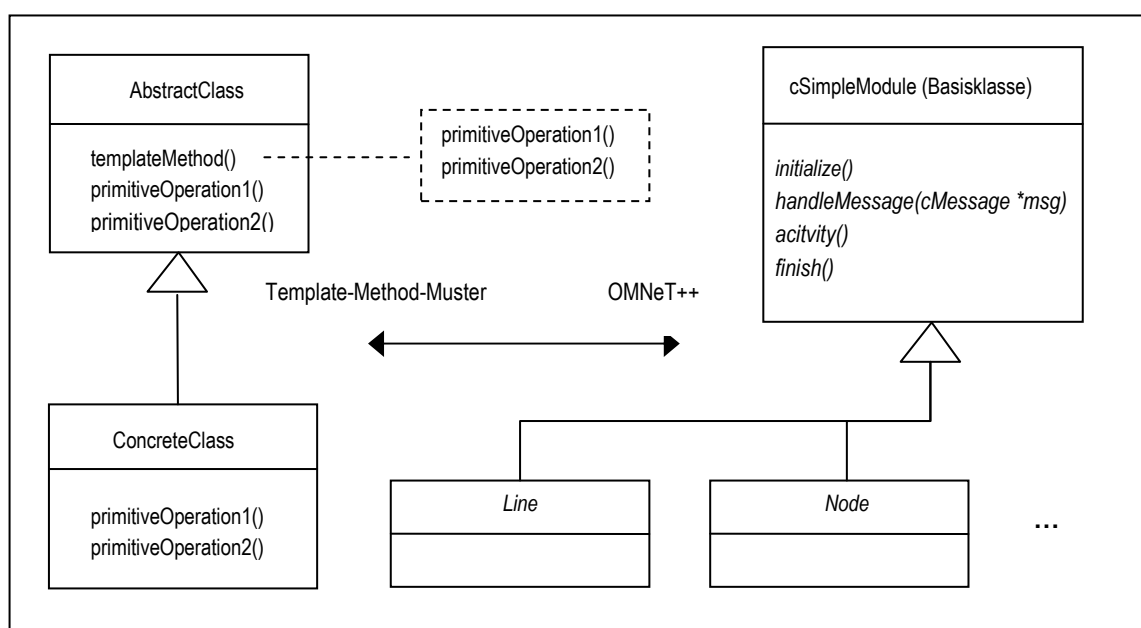 AbstractClass
templateMethod()
primitiveOperation1()
primitiveOperation2()
primitiveOperation1()
primitiveOperation2()
cSimpleModule (Basisklasse)
initialize()
handleMessage(cMessage *msg)
acitvity()
finish()
Template-Method-Muster
OMNeT++
ConcreteClass
primitiveOperation1()
primitiveOperation2()
Line
Node
...